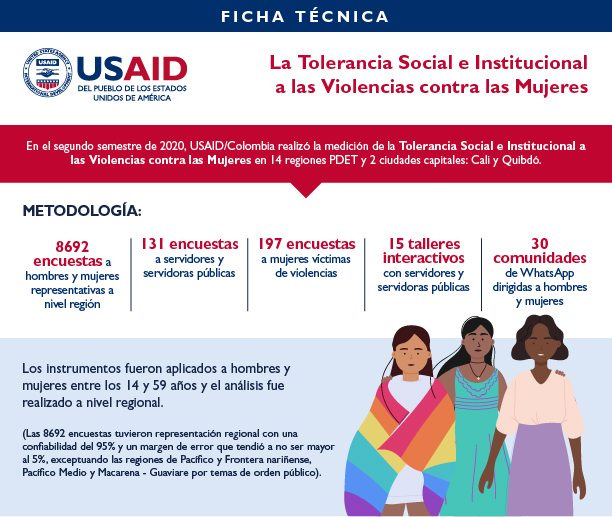 FICHA TÉCNICA
USAID
USAID
DEL PUEBLO DE LOS ESTADOS
UNIDOS DE AMÉRICA
La Tolerancia Social e Institucional
a las Violencias contra las Mujeres
En el segundo semestre de 2020, USAID/Colombia realizó la medición de la Tolerancia Social e Institucional a
las Violencias contra las Mujeres en 14 regiones PDET y 2 ciudades capitales: Cali y Quibdó.
METODOLOGÍA:
8692
encuestas a
hombres y mujeres
representativas a
nivel región
131 encuestas
a servidores y
servidoras públicas
197 encuestas
a mujeres víctimas
de violencias
15 talleres
interactivos
con servidores y
servidoras públicas
30
comunidades
de WhatsApp
dirigidas a hombres
y mujeres
Los instrumentos fueron aplicados a hombres y
mujeres entre los 14 y 59 años y el análisis fue
realizado a nivel regional.
(Las 8692 encuestas tuvieron representación regional con una
confiabilidad del 95% y un margen de error que tendió a no ser mayor
al 5%, exceptuando las regiones de Pacífico y Frontera nariñense,
Pacífico Medio y Macarena - Guaviare por temas de orden público).